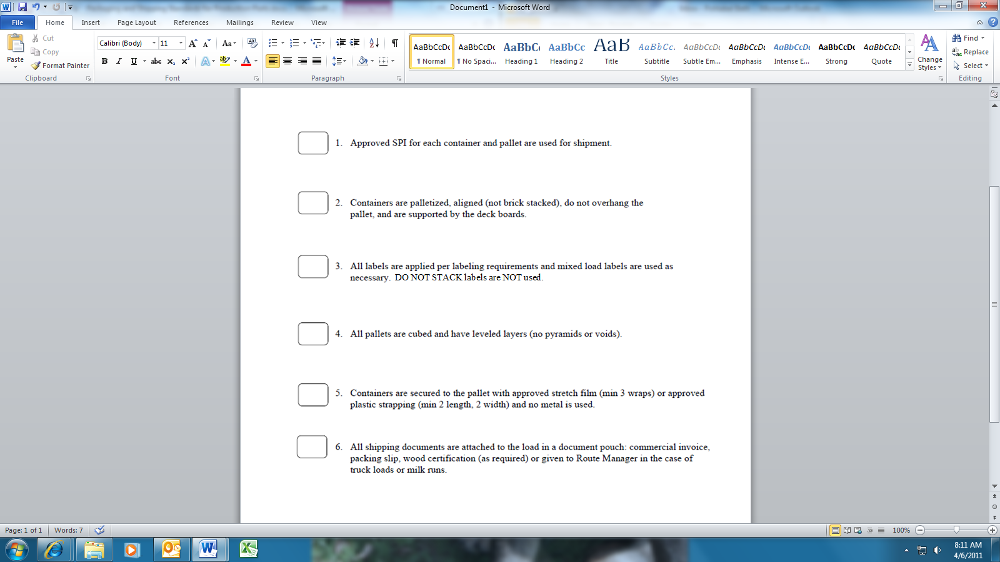 Document1 - Microsoft Word
File Home Insert Page Layout References Mailings Review View
Paste
Cut
Copy
Format Painter
Clipboard
Calibri (Body) 11
Font
Paragraph
AaBbCcDc AaBbCcDc AaBbCc AaBbCc AaB AaBbCc. AaBbCcDc AaBbCcDc AaBbCcDc AaBbCcDc AaBbCcDc
¶ Normal ¶ No Spaci... Heading 1 Heading 2 Title Subtitle Subtle Em... Emphasis Intense E... Strong Quote
Change
Styles
Styles
Find
Replace
Select
Editing
1. Approved SPI for each container and pallet are used for shipment.
2. Containers are palletized, aligned (not brick stacked), do not overhang the
pallet, and are supported by the deck boards.
3. All labels are applied per labeling requirements and mixed load labels are used as
necessary. DO NOT STACK labels are NOT used.
4. All pallets are cubed and have leveled layers (no pyramids or voids).
5. Containers are secured to the pallet with approved stretch film (min 3 wraps) or approved
plastic strapping (min 2 length, 2 width) and no metal is used.
6. All shipping documents are attached to the load in a document pouch: commercial invoice,
packing slip, wood certification (as required) or given to Route Manager in the case of
truck loads or milk runs.
Page: 1 of 1 Words: 7 100%
8:11 AM
4/6/2011